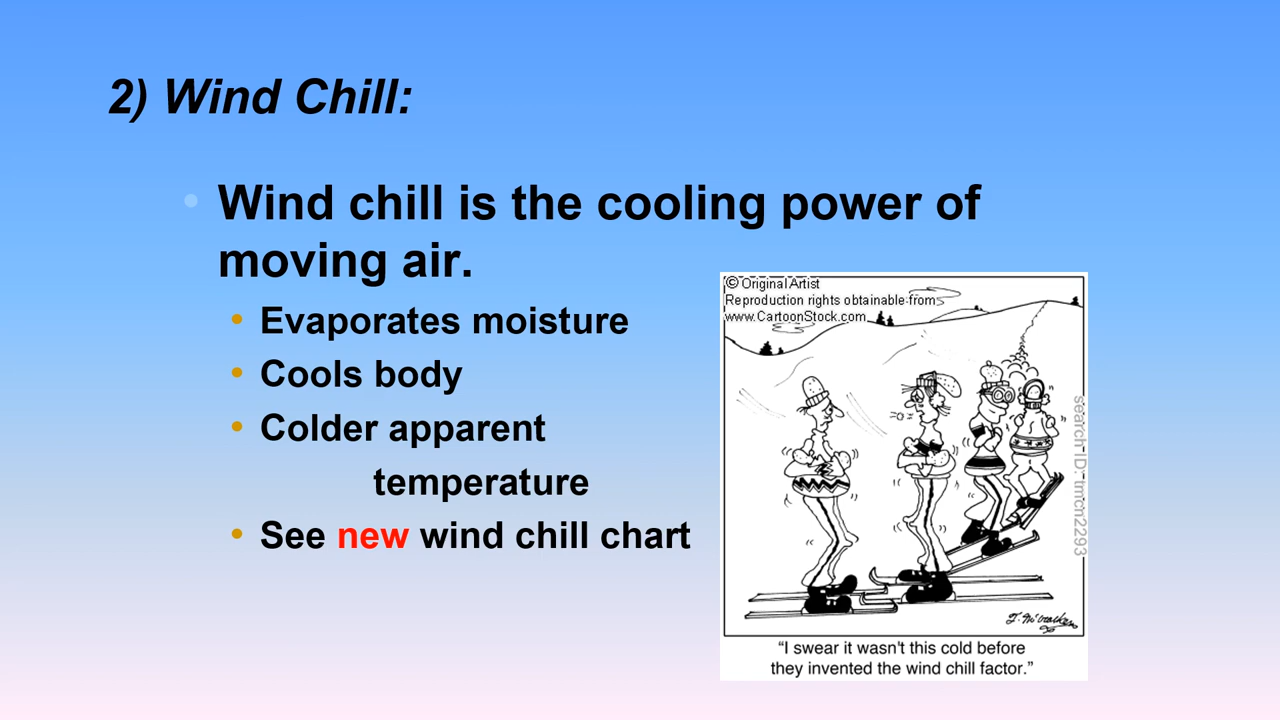 2) Wind Chill:
• Wind chill is the cooling power of
moving air.
• Evaporates moisture
• Cools body
• Colder apparent
temperature
• See new wind chill chart
© Original Artist
Reproduction rights obtainable from
www.CartoonStock.com
search ID: tmcn2293
“I swear it wasn't this cold before
they invented the wind chill factor.”